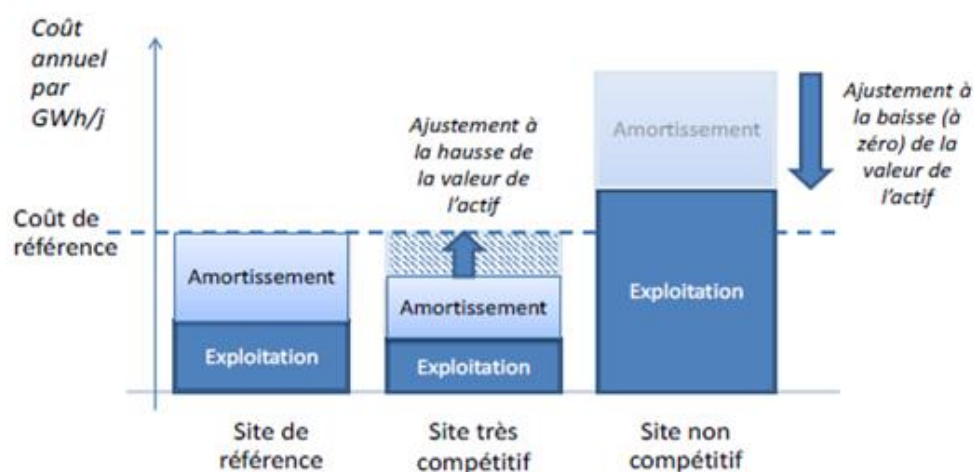 Coût
annuel
par
GWh/j
Ajustement à
la hausse de
la valeur de
l'actif
Amortissement
Ajustement à
la baisse (à
zéro) de la
valeur de
l'actif
Coût de
référence
Amortissement
Amortissement
Exploitation
Exploitation
Exploitation
Site de
référence
Site très
compétitif
Site non
compétitif